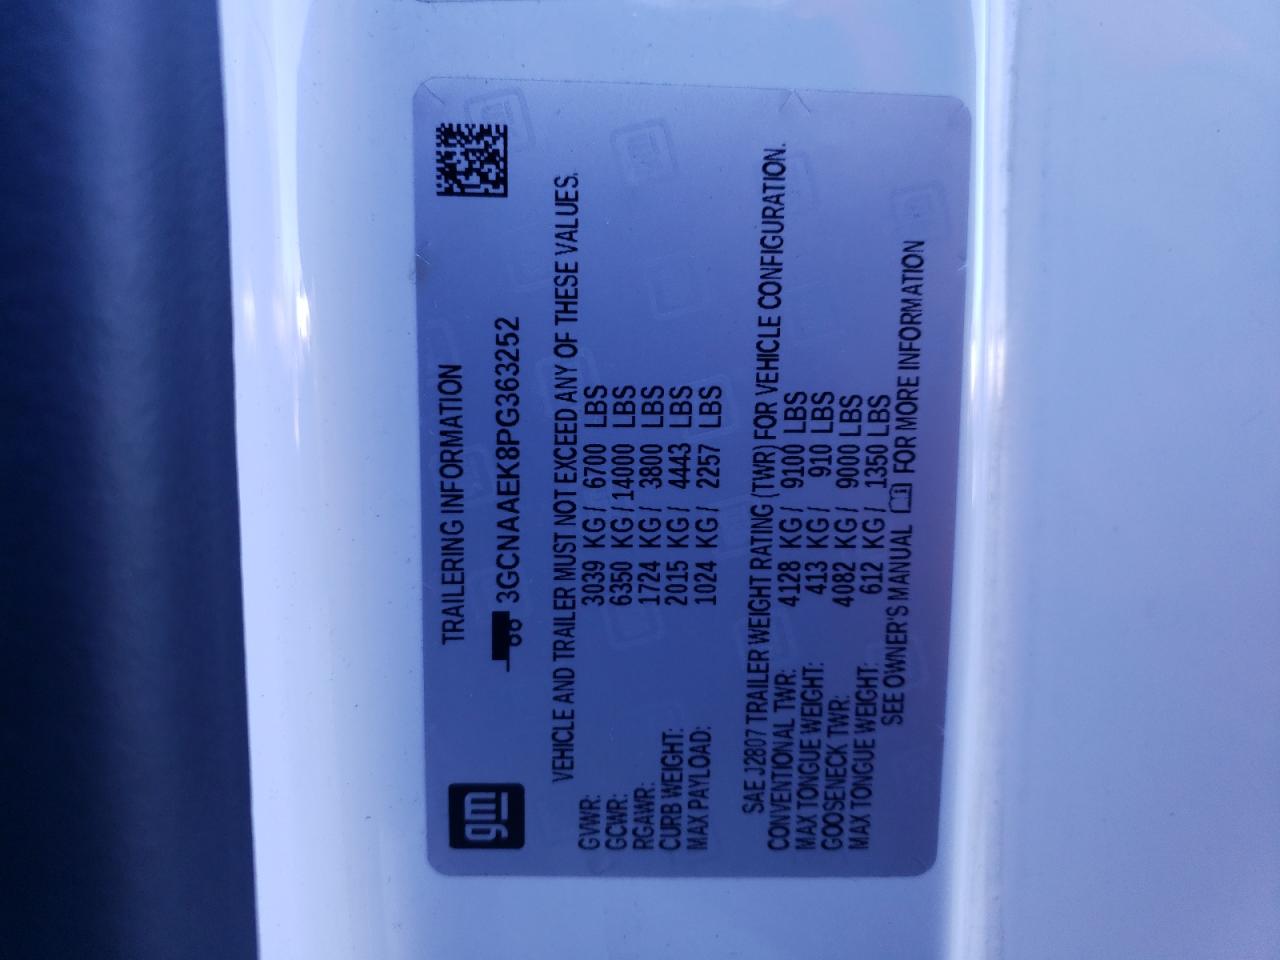 gm
TRAILERING INFORMATION
3GCNAAEK8PG363252
VEHICLE AND TRAILER MUST NOT EXCEED ANY OF THESE VALUES.
GVWR: 3039 KG / 6700 LBS
GCWR: 6350 KG / 14000 LBS
RGAWR: 1724 KG / 3800 LBS
CURB WEIGHT: 2015 KG / 4443 LBS
MAX PAYLOAD: 1024 KG / 2257 LBS
SAE J2807 TRAILER WEIGHT RATING (TWR) FOR VEHICLE CONFIGURATION.
CONVENTIONAL TWR: 4128 KG / 9100 LBS
MAX TONGUE WEIGHT: 413 KG / 910 LBS
GOOSENECK TWR: 4082 KG / 9000 LBS
MAX TONGUE WEIGHT: 612 KG / 1350 LBS
SEE OWNER'S MANUAL FOR MORE INFORMATION